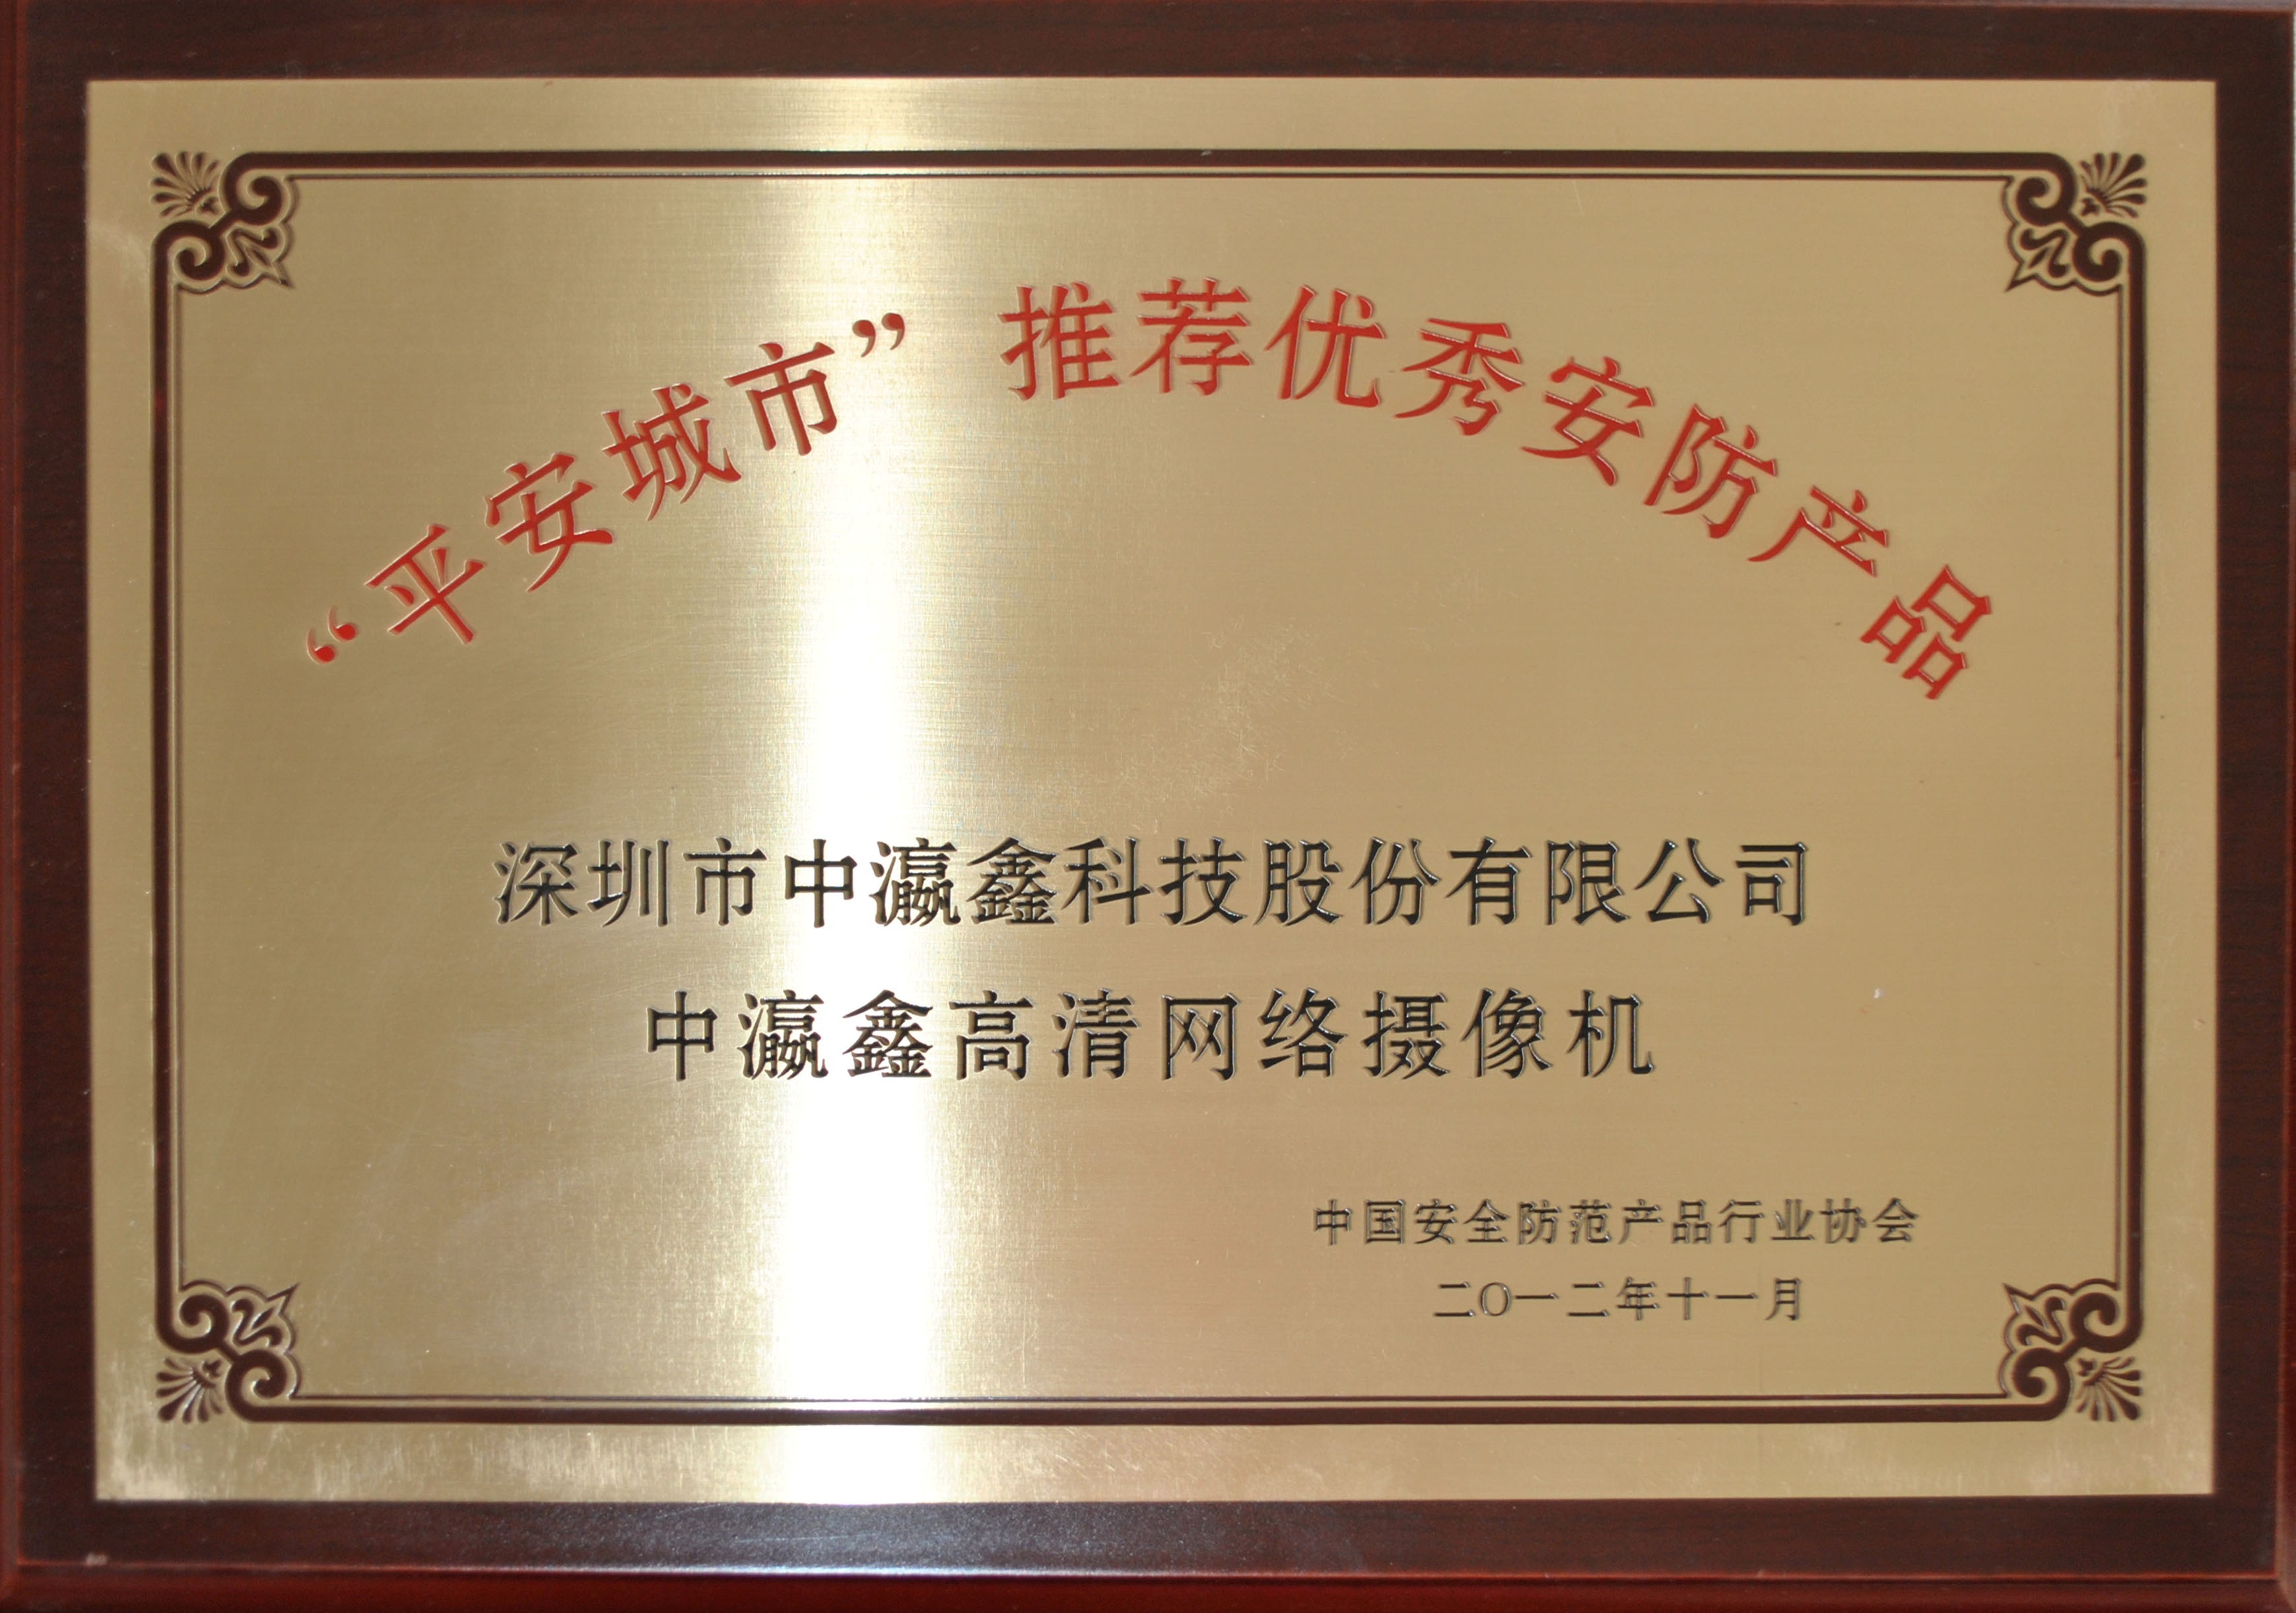 “平安城市”推荐优秀安防产品
深圳市中瀛鑫科技股份有限公司
中瀛鑫高清网络摄像机
中国安全防范产品行业协会
二〇一二年十一月